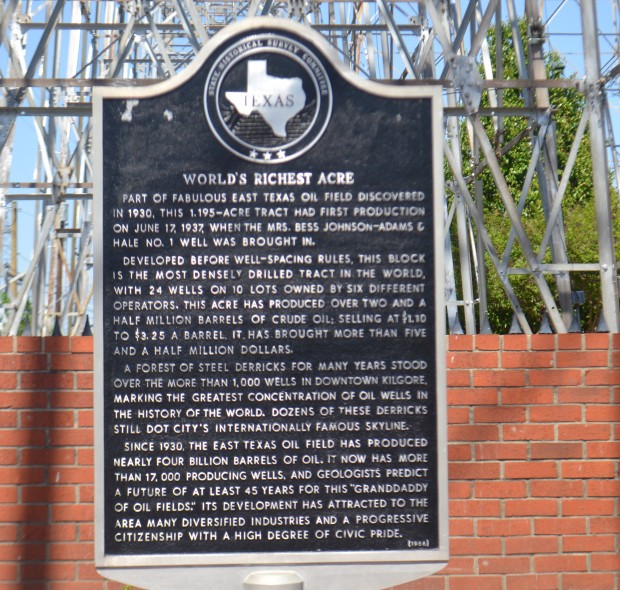 STATE HISTORICAL SURVEY COMMITTEE
TEXAS
WORLD'S RICHEST ACRE
PART OF FABULOUS EAST TEXAS OIL FIELD DISCOVERED
IN 1930, THIS 1.195-ACRE TRACT HAD FIRST PRODUCTION
ON JUNE 17, 1937, WHEN THE MRS. BESS JOHNSON-ADAMS &
HALE NO. 1 WELL WAS BROUGHT IN.
DEVELOPED BEFORE WELL-SPACING RULES, THIS BLOCK
IS THE MOST DENSELY DRILLED TRACT IN THE WORLD,
WITH 24 WELLS ON 10 LOTS OWNED BY SIX DIFFERENT
OPERATORS. THIS ACRE HAS PRODUCED OVER TWO AND A
HALF MILLION BARRELS OF CRUDE OIL; SELLING AT $1.10
TO $3.25 A BARREL, IT HAS BROUGHT MORE THAN FIVE
AND A HALF MILLION DOLLARS.
A FOREST OF STEEL DERRICKS FOR MANY YEARS STOOD
OVER THE MORE THAN 1,000 WELLS IN DOWNTOWN KILGORE,
MARKING THE GREATEST CONCENTRATION OF OIL WELLS IN
THE HISTORY OF THE WORLD. DOZENS OF THESE DERRICKS
STILL DOT CITY'S INTERNATIONALLY FAMOUS SKYLINE.
SINCE 1930, THE EAST TEXAS OIL FIELD HAS PRODUCED
NEARLY FOUR BILLION BARRELS OF OIL. IT NOW HAS MORE
THAN 17,000 PRODUCING WELLS, AND GEOLOGISTS PREDICT
A FUTURE OF AT LEAST 45 YEARS FOR THIS "GRANDDADDY
OF OIL FIELDS." ITS DEVELOPMENT HAS ATTRACTED TO THE
AREA MANY DIVERSIFIED INDUSTRIES AND A PROGRESSIVE
CITIZENSHIP WITH A HIGH DEGREE OF CIVIC PRIDE.